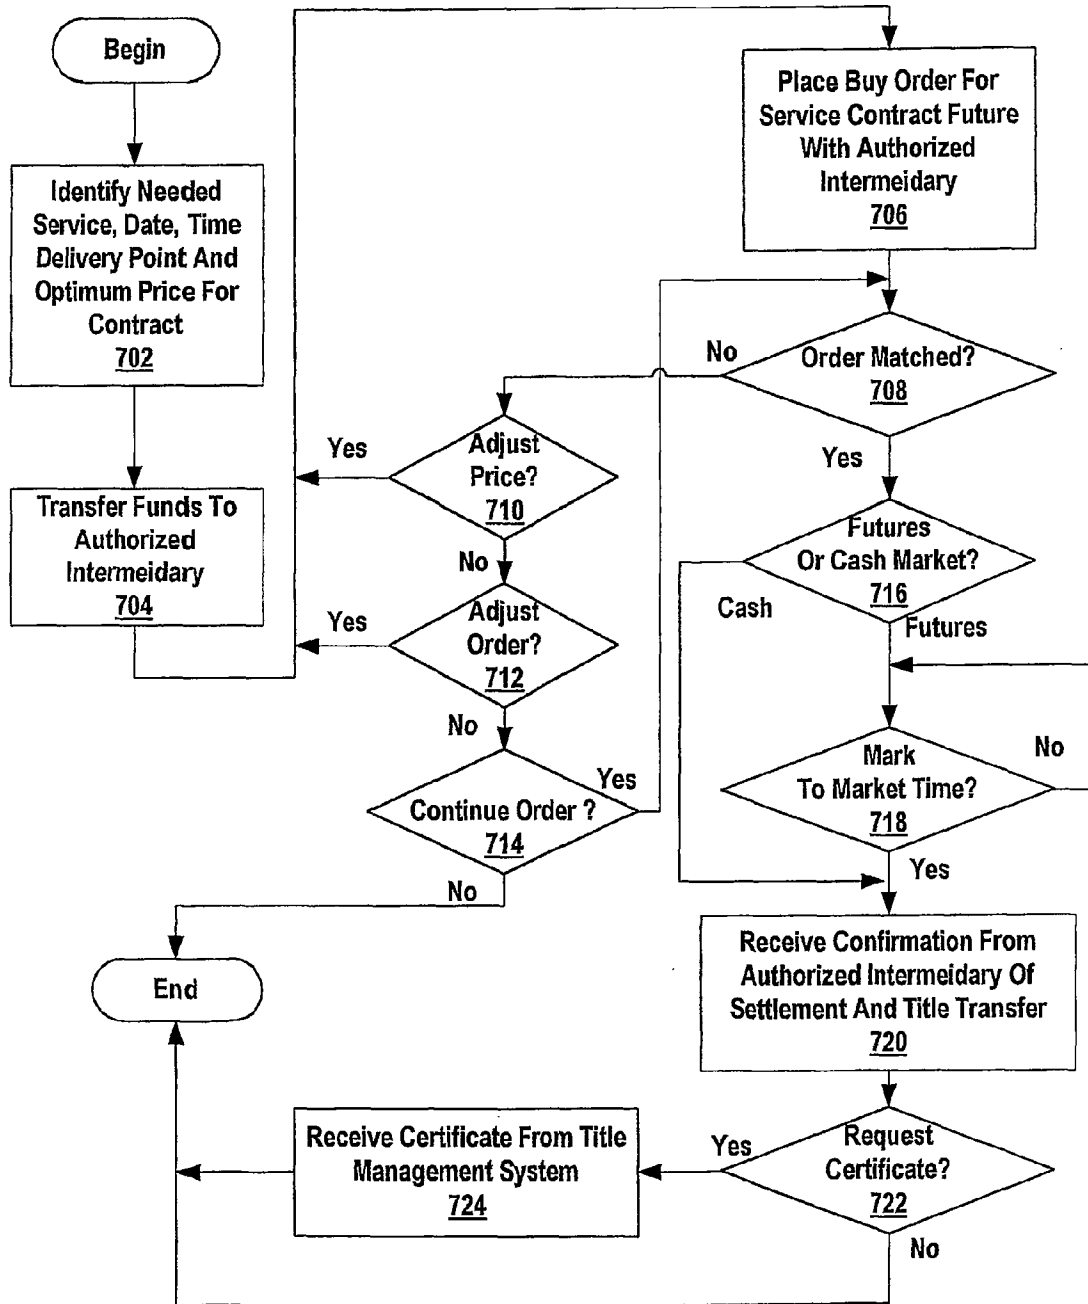 Begin
Identify Needed
Service, Date, Time
Delivery Point And
Optimum Price For
Contract
702
Transfer Funds To
Authorized
Intermeidary
704
Place Buy Order For
Service Contract Future
With Authorized
Intermeidary
706
Order Matched?
708
No
Yes
Adjust
Price?
710
Yes
No
Adjust
Order?
712
Yes
No
Continue Order ?
714
Yes
No
End
Futures
Or Cash Market?
716
Cash
Futures
Mark
To Market Time?
718
No
Yes
Receive Confirmation From
Authorized Intermeidary Of
Settlement And Title Transfer
720
Request
Certificate?
722
Yes
No
Receive Certificate From Title
Management System
724